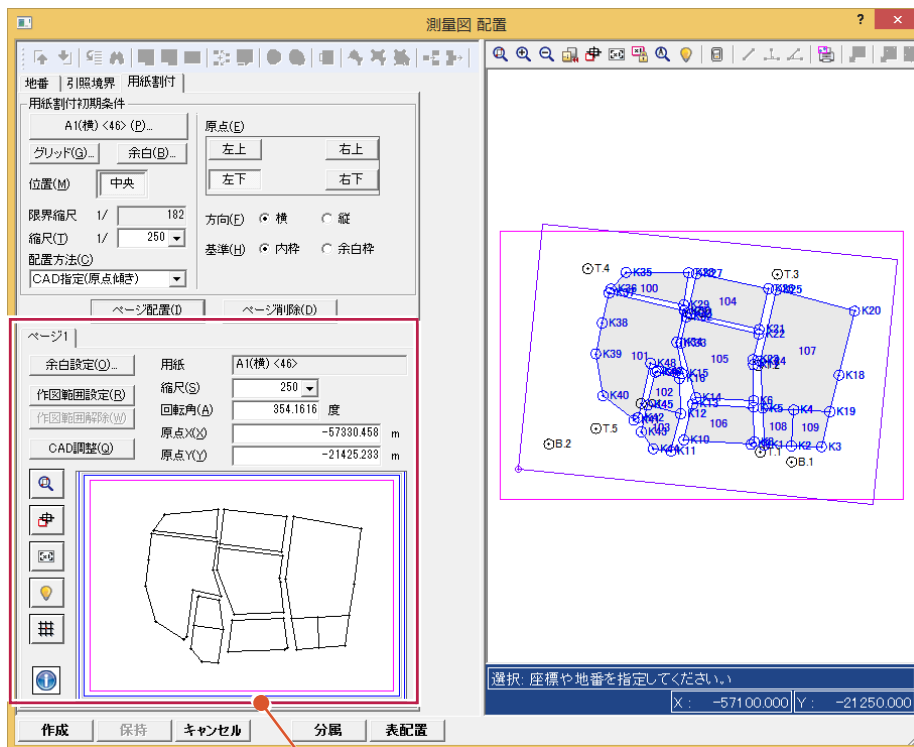 測量図 配置
? ×
地番 引照境界 用紙割付
用紙割付初期条件
A1(横) <46> (P)...
グリッド(G)... 余白(B)...
位置(M) 中央
限界縮尺 1/ 182
縮尺(T) 1/ 250
配置方法(C)
CAD指定(原点傾き)
原点(E)
左上 右上
左下 右下
方向(F) 横 縦
基準(H) 内枠 余白枠
ページ配置(I) ページ削除(D)
ページ1
余白設定(O)...
作図範囲設定(R)
作図範囲解除(W)
CAD調整(Q)
用紙 A1(横) <46>
縮尺(S) 250
回転角(A) 354.1616 度
原点X(X) -57330.458 m
原点Y(Y) -21425.233 m
作成 保持 キャンセル 分属 表配置
T.4 K35 K27 T.3
100 104 K20
K29
K38 K21
K22
107
K39 101 105
K15 K16 K18
K40 102 K14 K13 K6
K5 K4 K19
K12
T.5 103 106 108 109
B.2 K10 K11 K1 K2 K3
T.1 B.1
選択: 座標や地番を指定してください。
X : -57100.000 Y : -21250.000